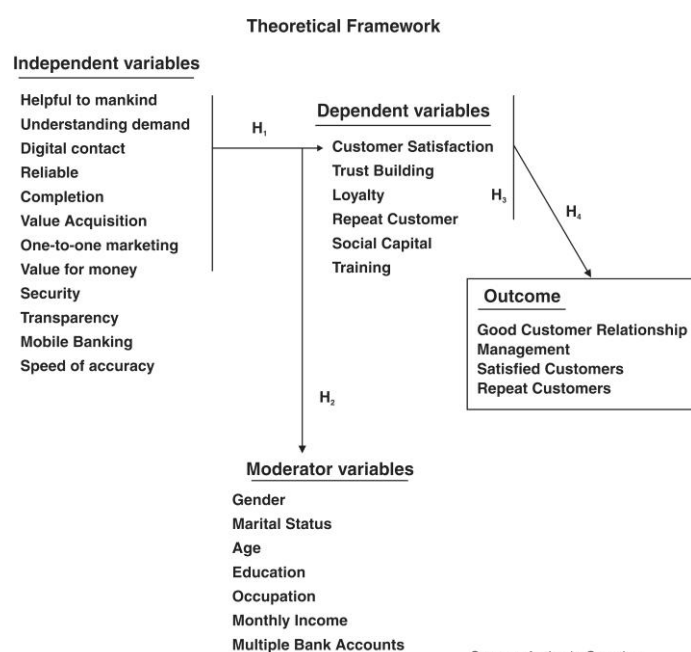 Theoretical Framework
Independent variables
Helpful to mankind
Understanding demand
Digital contact
Reliable
Completion
Value Acquisition
One-to-one marketing
Value for money
Security
Transparency
Mobile Banking
Speed of accuracy
H₁
Dependent variables
Customer Satisfaction
Trust Building
Loyalty
Repeat Customer
Social Capital
Training
H₃
H₄
Outcome
Good Customer Relationship
Management
Satisfied Customers
Repeat Customers
H₂
Moderator variables
Gender
Marital Status
Age
Education
Occupation
Monthly Income
Multiple Bank Accounts